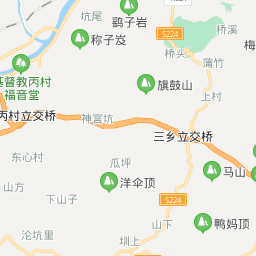 坑尾
鹞子岩
称子岌
S224
桥溪
桥头
梅
蒲竹
基督教丙村
福音堂
旗鼓山
上村
丙村立交桥
神宫坑
三乡立交桥
东心村
瓜坪
马山
山方
洋伞顶
山下子
S224
沦坑里
山下
鸭妈顶
圳上